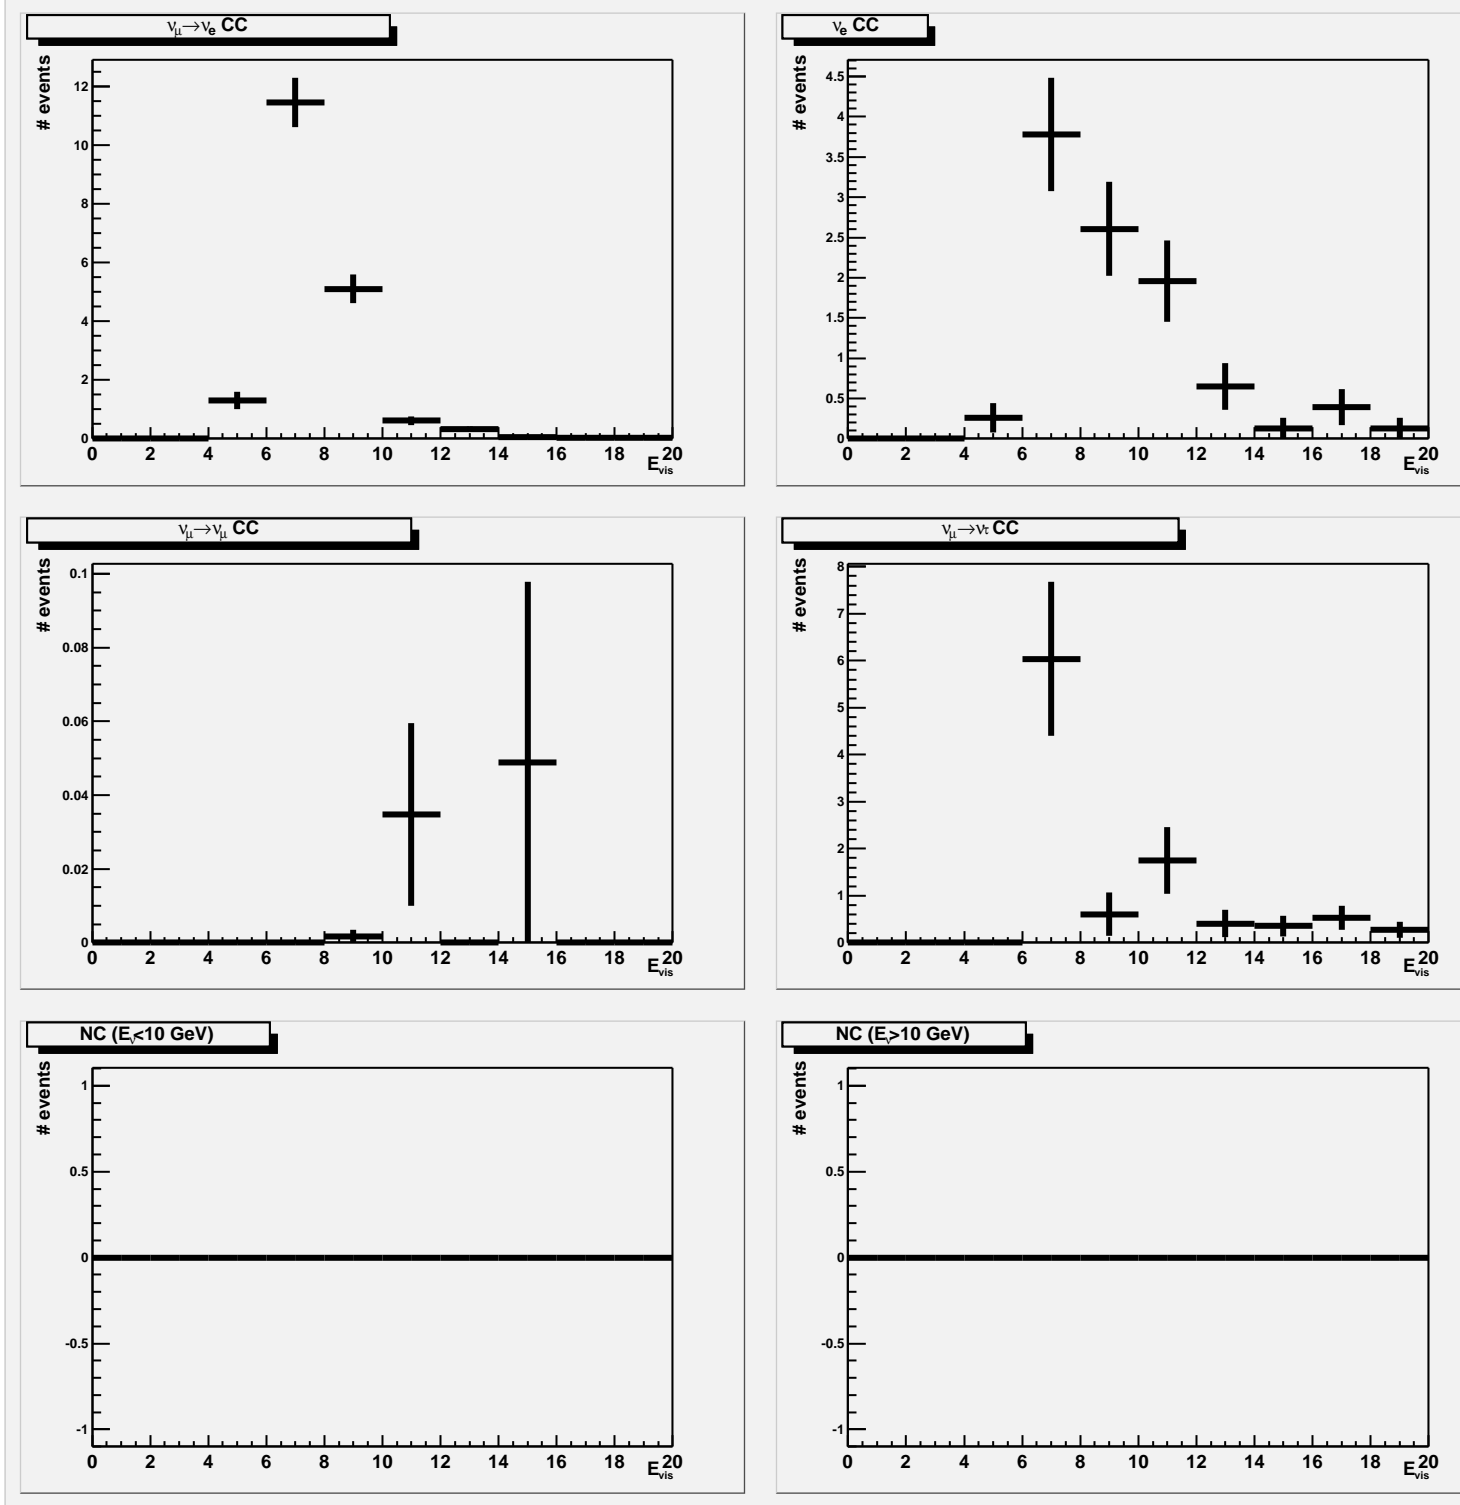 νμ→νe CC
# events
12
10
8
6
4
2
0
0 2 4 6 8 10 12 14 16 18 20
Evis
νe CC
# events
4.5
4
3.5
3
2.5
2
1.5
1
0.5
0
0 2 4 6 8 10 12 14 16 18 20
Evis
νμ→νμ CC
# events
0.1
0.08
0.06
0.04
0.02
0
0 2 4 6 8 10 12 14 16 18 20
Evis
νμ→ντ CC
# events
8
7
6
5
4
3
2
1
0
0 2 4 6 8 10 12 14 16 18 20
Evis
NC (Eν<10 GeV)
# events
1
0.5
0
-0.5
-1
0 2 4 6 8 10 12 14 16 18 20
Evis
NC (Eν>10 GeV)
# events
1
0.5
0
-0.5
-1
0 2 4 6 8 10 12 14 16 18 20
Evis